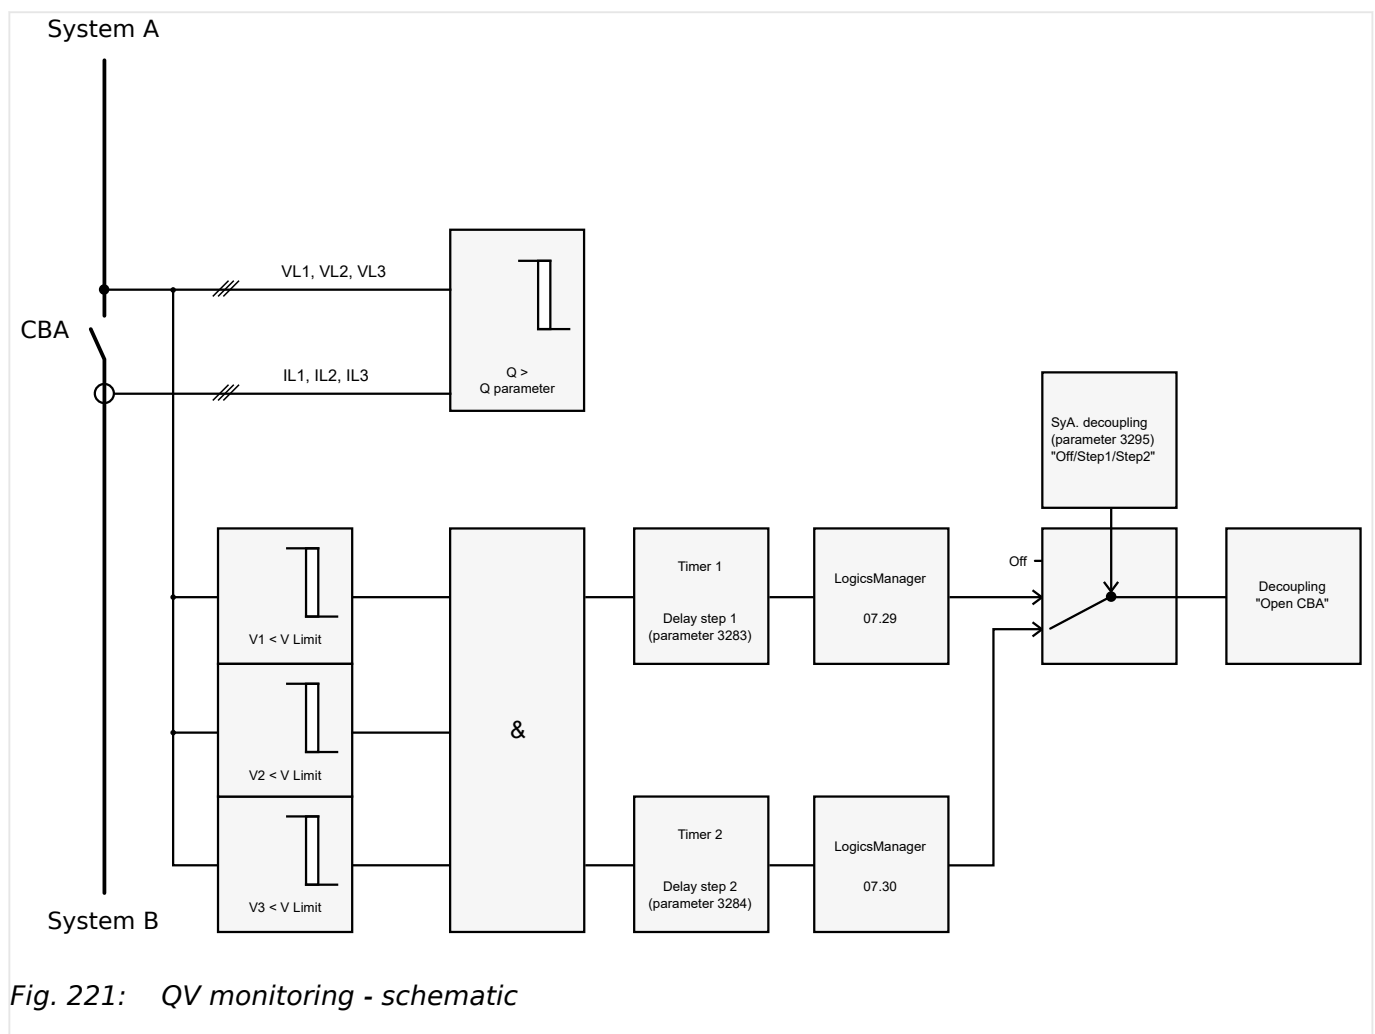 System A
VL1, VL2, VL3
CBA
IL1, IL2, IL3
Q >
Q parameter
SyA. decoupling
(parameter 3295)
"Off/Step1/Step2"
V1 < V Limit
V2 < V Limit
V3 < V Limit
&
Timer 1
Delay step 1
(parameter 3283)
LogicsManager
07.29
Off
Decoupling
"Open CBA"
Timer 2
Delay step 2
(parameter 3284)
LogicsManager
07.30
System B
Fig. 221: QV monitoring - schematic